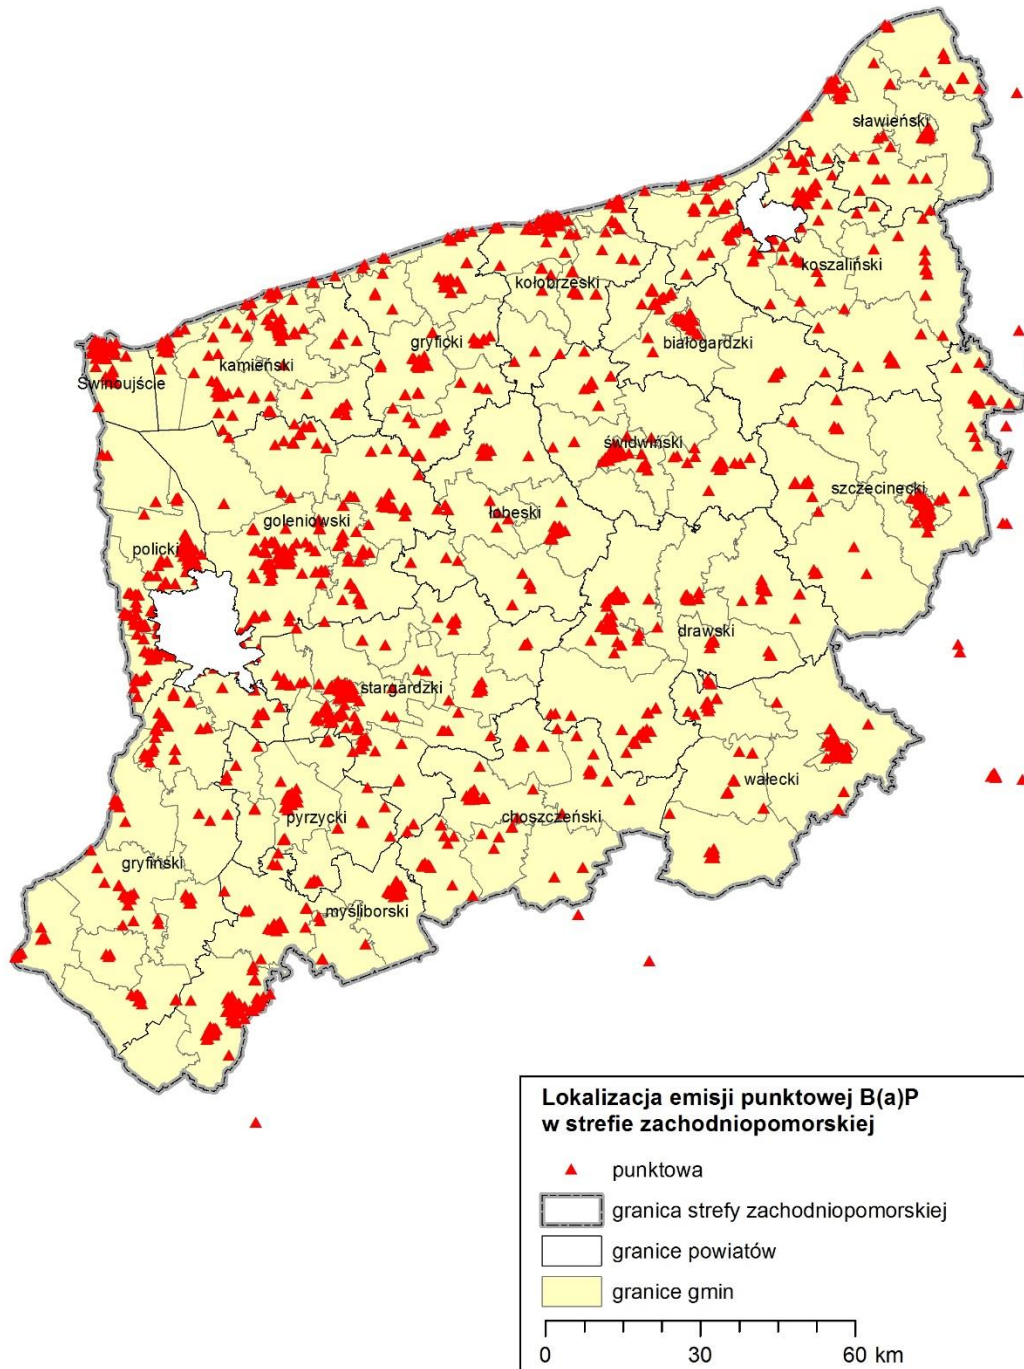 sławieński
koszaliński
kołobrzeski
gryficki
białogardzki
kamieński
Świnoujście
świdwiński
szczecinecki
łobeski
goleniowski
policki
drawski
stargardzki
wałecki
choszczeński
pyrzycki
gryfiński
myśliborski
Lokalizacja emisji punktowej B(a)P
w strefie zachodniopomorskiej
punktowa
granica strefy zachodniopomorskiej
granice powiatów
granice gmin
0 30 60 km